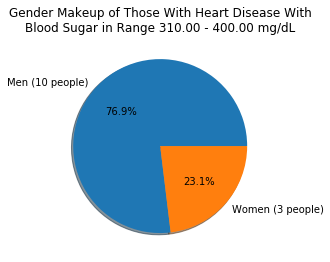 Gender Makeup of Those With Heart Disease With
Blood Sugar in Range 310.00 - 400.00 mg/dL
Men (10 people)
76.9%
23.1%
Women (3 people)